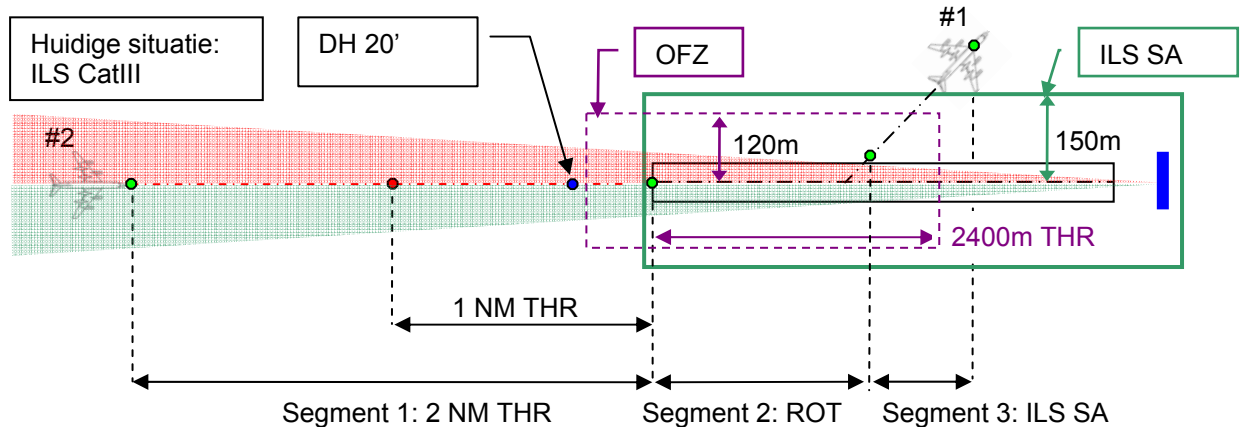 Huidige situatie:
ILS CatIII
DH 20'
OFZ
#1
ILS SA
#2
120m
150m
2400m THR
1 NM THR
Segment 1: 2 NM THR
Segment 2: ROT
Segment 3: ILS SA